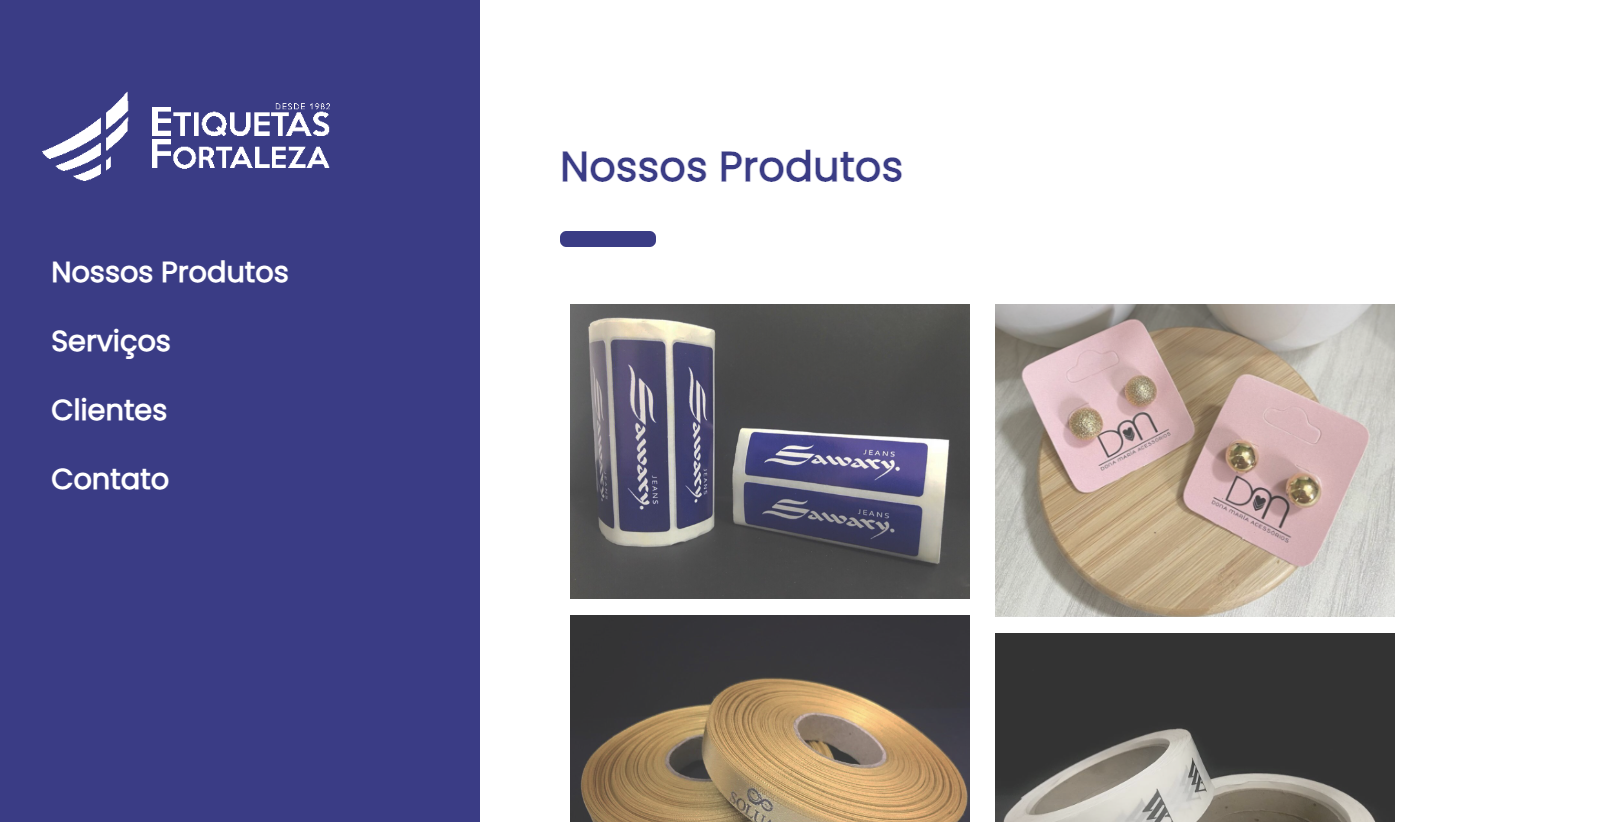 DESDE 1982
ETIQUETAS
FORTALEZA
Nossos Produtos
Serviços
Clientes
Contato
Nossos Produtos
Sawary.
JEANS
Sawary.
JEANS
JEANS
Sawary.
JEANS
Sawary.
DM
DONA MARIA ACESSÓRIOS
DM
DONA MARIA ACESSÓRIOS